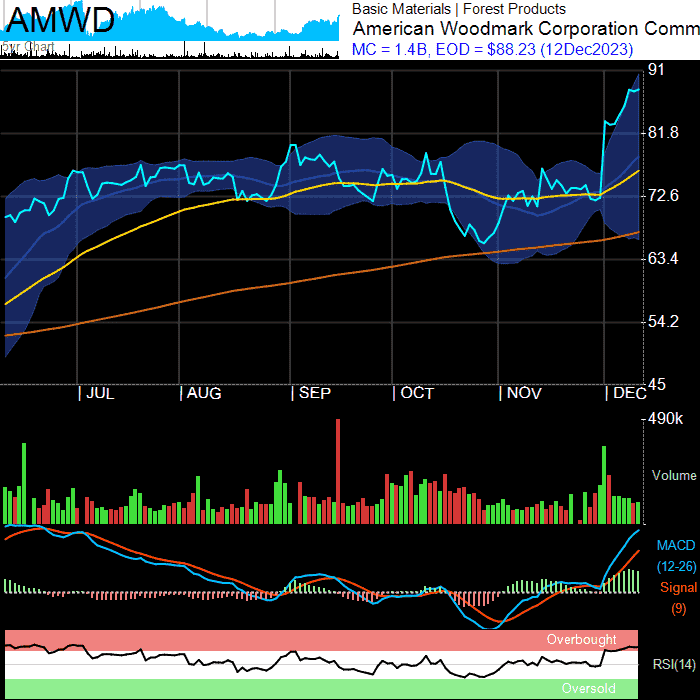 AMWD
5yr Chart
Basic Materials | Forest Products
American Woodmark Corporation Comm
MC = 1.4B, EOD = $88.23 (12Dec2023)
91
81.8
72.6
63.4
54.2
45
| JUL | AUG | SEP | OCT | NOV | DEC
490k
Volume
MACD
(12-26)
Signal
(9)
Overbought
RSI(14)
Oversold